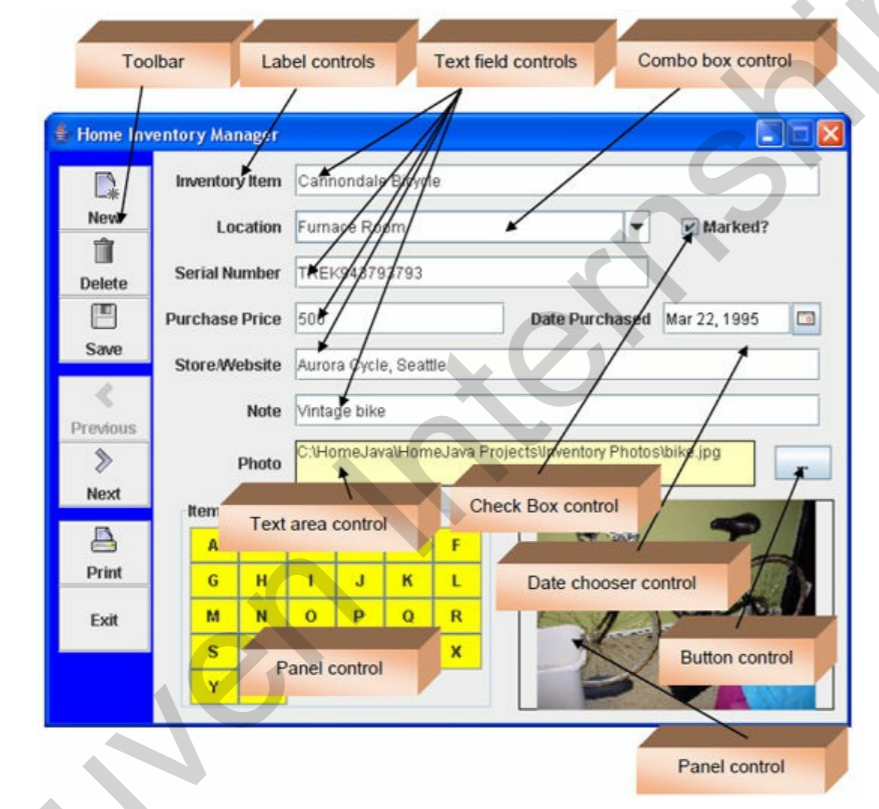 Toolbar
Label controls
Text field controls
Combo box control
Home Inventory Manager
New
Delete
Save
Previous
Next
Print
Exit
Inventory Item Cannondale Bicycle
Location Furnace Room Marked?
Serial Number TREK943793793
Purchase Price 500 Date Purchased Mar 22, 1995
Store/Website Aurora Cycle, Seattle
Note Vintage bike
Photo C:\HomeJava\HomeJava Projects\Inventory Photos\bike.jpg ...
Text area control
Check Box control
Item
A F
G H I J K L
M N O P Q R
S X
Y
Date chooser control
Panel control
Button control
Panel control
uven Internshi